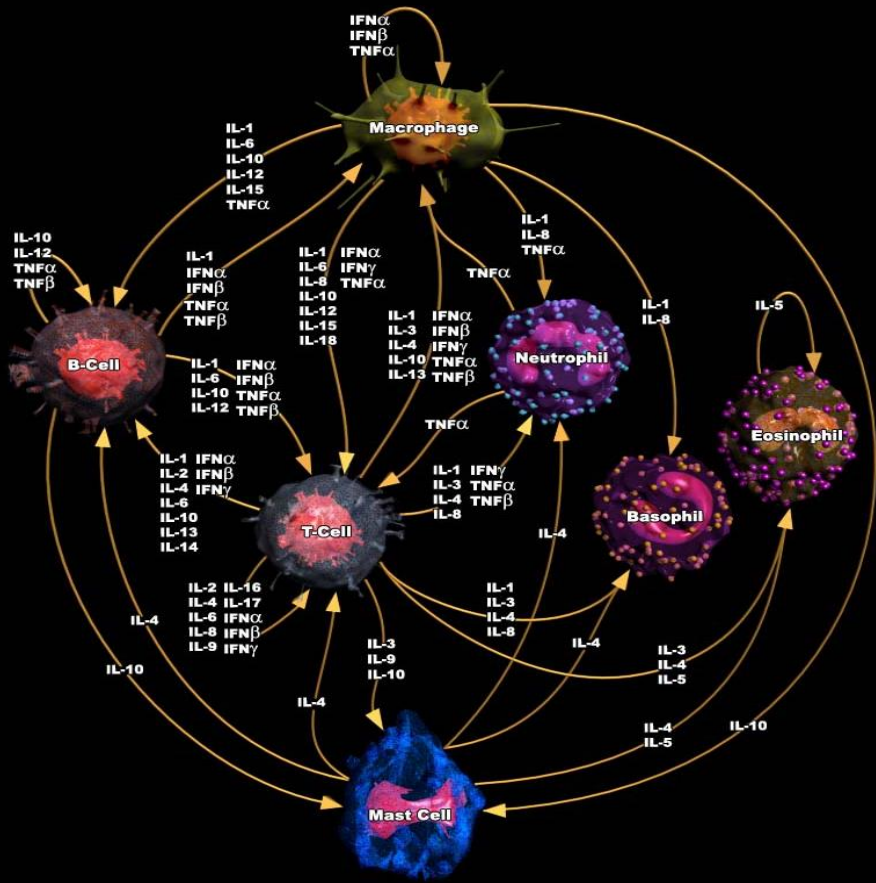 IFNα
IFNβ
TNFα
Macrophage
IL-1
IL-6
IL-10
IL-12
IL-15
TNFα
IL-10
IL-12
TNFα
TNFβ
IL-1
IFNα
IFNβ
TNFα
TNFβ
IL-1 IFNα
IL-6 IFNγ
IL-8 TNFα
IL-10
IL-12
IL-15
IL-18
IL-1 IFNα
IL-3 IFNβ
IL-4 IFNγ
IL-10 TNFα
IL-13 TNFβ
TNFα
IL-1
IL-8
TNFα
IL-1
IL-8
IL-5
B-Cell
Neutrophil
Eosinophil
IL-1 IFNα
IL-6 IFNβ
IL-10 TNFα
IL-12 TNFβ
TNFα
IL-1 IFNα
IL-2 IFNβ
IL-4 IFNγ
IL-6
IL-10
IL-13
IL-14
T-Cell
IL-1 IFNγ
IL-3 TNFα
IL-4 TNFβ
IL-8
Basophil
IL-4
IL-2 IL-16
IL-4 IL-17
IL-6 IFNα
IL-8 IFNβ
IL-9 IFNγ
IL-1
IL-3
IL-4
IL-8
IL-4
IL-4
IL-3
IL-9
IL-10
IL-3
IL-4
IL-5
IL-10
IL-4
IL-4
IL-5
IL-10
Mast Cell